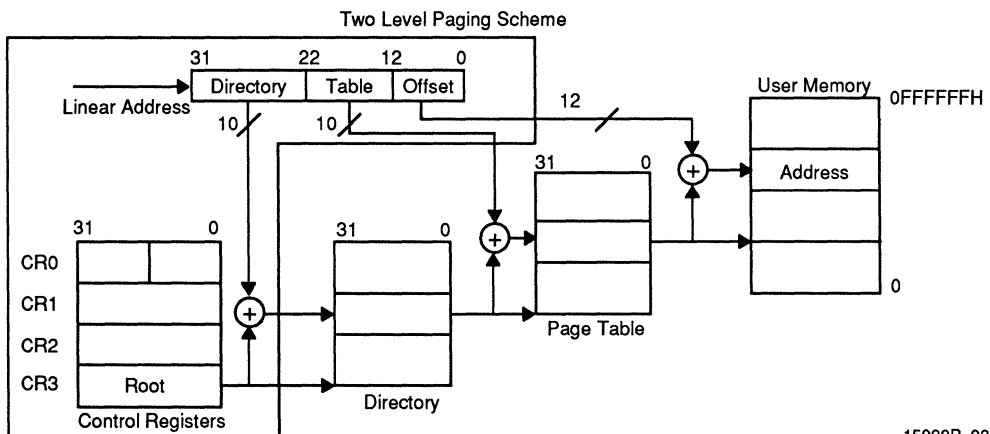 Two Level Paging Scheme
31 22 12 0
Directory Table Offset
Linear Address
10 10
12
User Memory
0FFFFFFH
Address
0
31 0
Page Table
31 0
Directory
31 0
CR0
CR1
CR2
CR3 Root
Control Registers